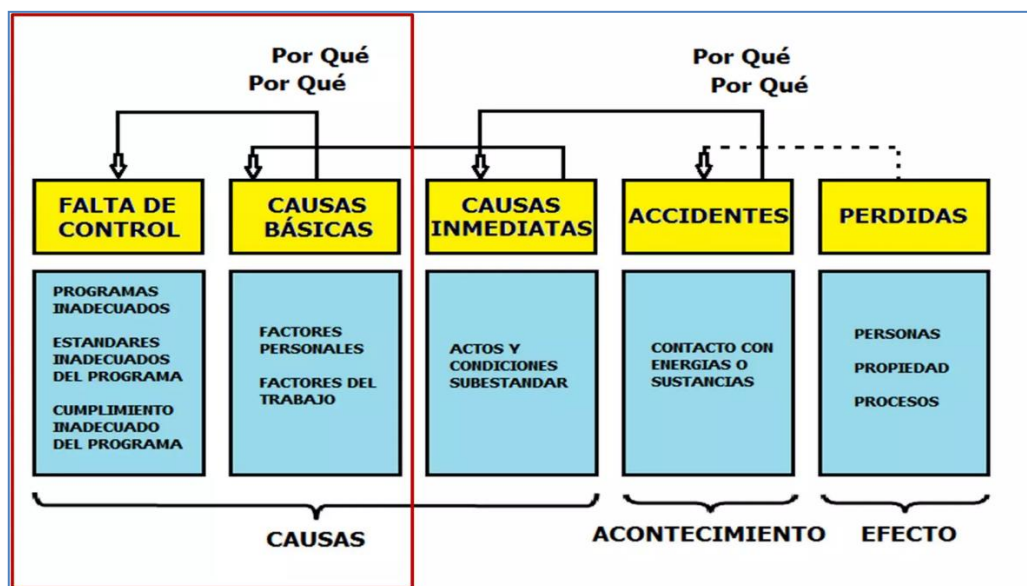 Por Qué
Por Qué
Por Qué
Por Qué
FALTA DE
CONTROL
CAUSAS
BÁSICAS
CAUSAS
INMEDIATAS
ACCIDENTES
PERDIDAS
PROGRAMAS
INADECUADOS
ESTANDARES
INADECUADOS
DEL PROGRAMA
CUMPLIMIENTO
INADECUADO
DEL PROGRAMA
FACTORES
PERSONALES
FACTORES DEL
TRABAJO
ACTOS Y
CONDICIONES
SUBESTANDAR
CONTACTO CON
ENERGIAS O
SUSTANCIAS
PERSONAS
PROPIEDAD
PROCESOS
CAUSAS
ACONTECIMIENTO
EFECTO